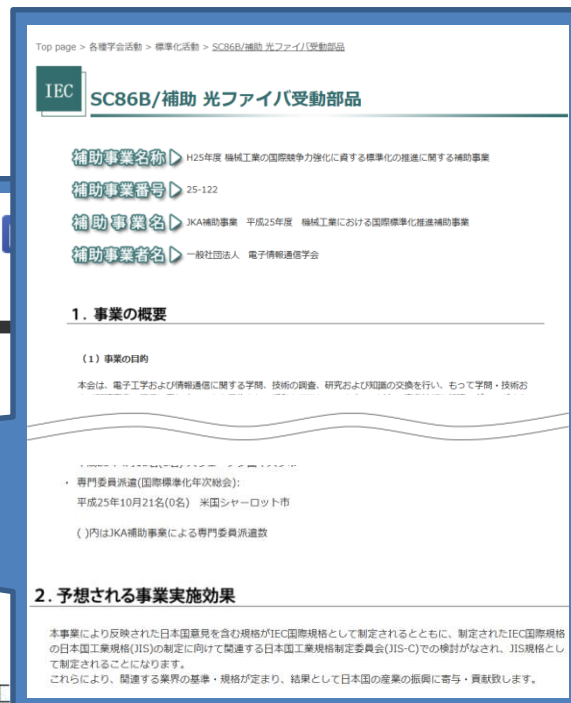 Top page > 各種学会活動 > 標準化活動 > SC86B/補助 光ファイバ受動部品
IEC
SC86B/補助 光ファイバ受動部品
補助事業名称 H25年度 機械工業の国際競争力強化に資する標準化の推進に関する補助事業
補助事業番号 25-122
補助事業名 JKA補助事業 平成25年度 機械工業における国際標準化推進補助事業
補助事業者名 一般社団法人 電子情報通信学会
1. 事業の概要
(1) 事業の目的
本会は、電子工学および情報通信に関する学問、技術の調査、研究および知識の交換を行い、もって学問・技術お
・ 専門委員派遣(国際標準化年次総会):
平成25年10月21名(0名) 米国シャーロット市
( )内はJKA補助事業による専門委員派遣数
2. 予想される事業実施効果
本事業により反映された日本国意見を含む規格がIEC国際規格として制定されるとともに、制定されたIEC国際規格
の日本国工業規格(JIS)の制定に向けて関連する日本国工業規格制定委員会(JIS-C)での検討がなされ、JIS規格とし
て制定されることになります。
これらにより、関連する業界の基準・規格が定まり、結果として日本国の産業の振興に寄与・貢献致します。